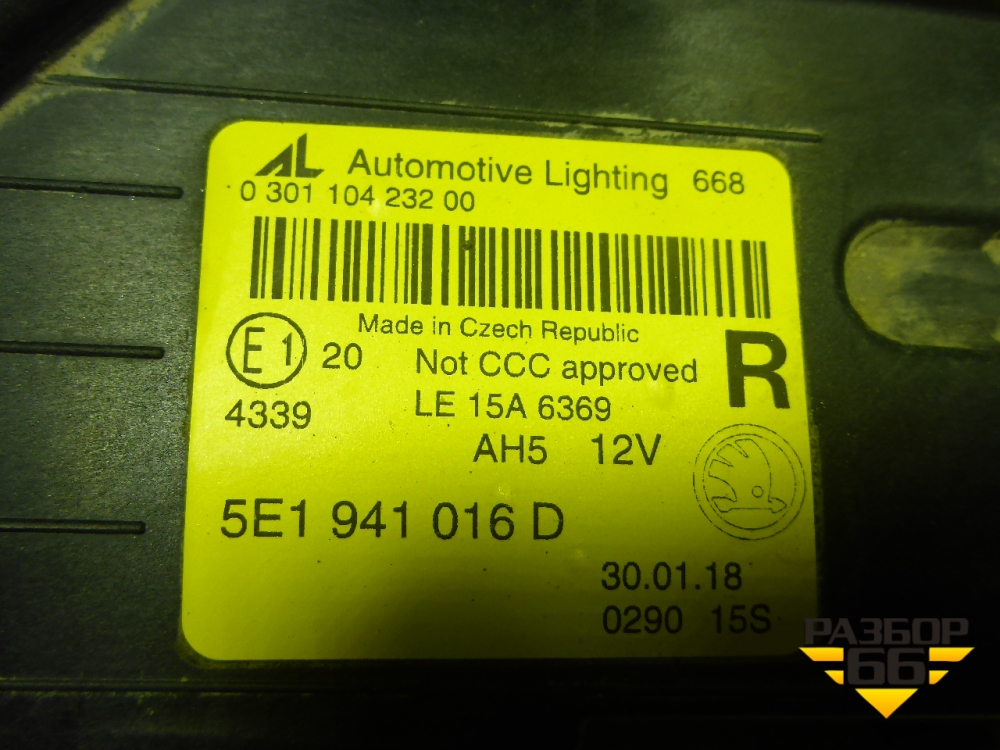 AL Automotive Lighting 668
0 301 104 232 00
Made in Czech Republic
E1 20 Not CCC approved R
4339 LE 15A 6369
AH5 12V
5E1 941 016 D
30.01.18
0290 15S
РАЗБОР
66